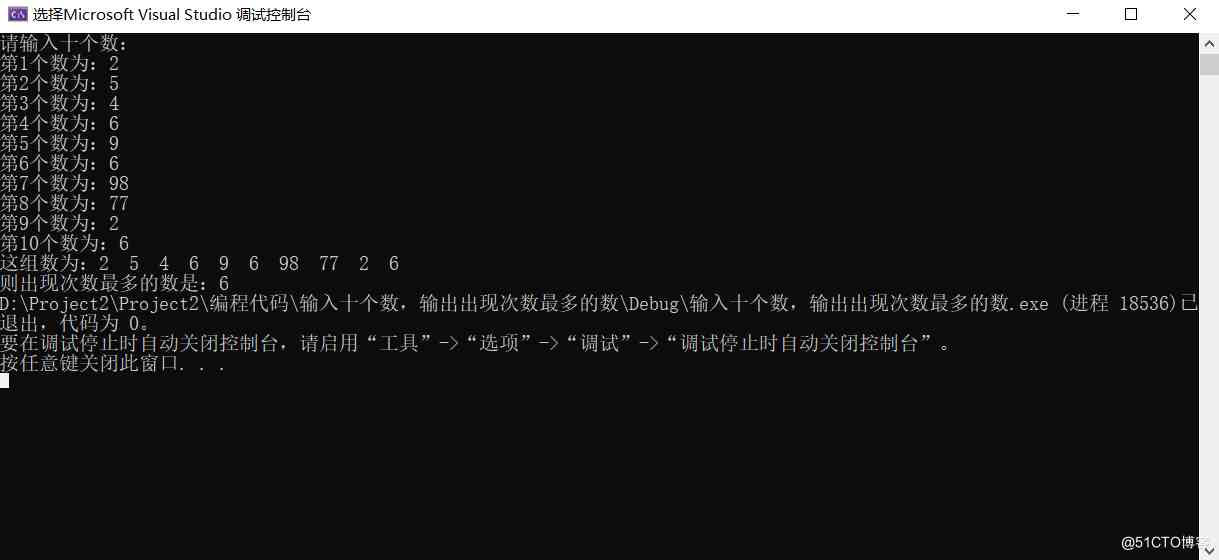 选择Microsoft Visual Studio 调试控制台
请输入十个数：
第1个数为：2
第2个数为：5
第3个数为：4
第4个数为：6
第5个数为：9
第6个数为：6
第7个数为：98
第8个数为：77
第9个数为：2
第10个数为：6
这组数为：2  5  4  6  9  6  98  77  2  6
则出现次数最多的数是：6
D:\Project2\Project2\编程代码\输入十个数，输出出现次数最多的数\Debug\输入十个数，输出出现次数最多的数.exe (进程 18536)已
退出，代码为 0。
要在调试停止时自动关闭控制台，请启用“工具”->“选项”->“调试”->“调试停止时自动关闭控制台”。
按任意键关闭此窗口. . .
@51CTO博客